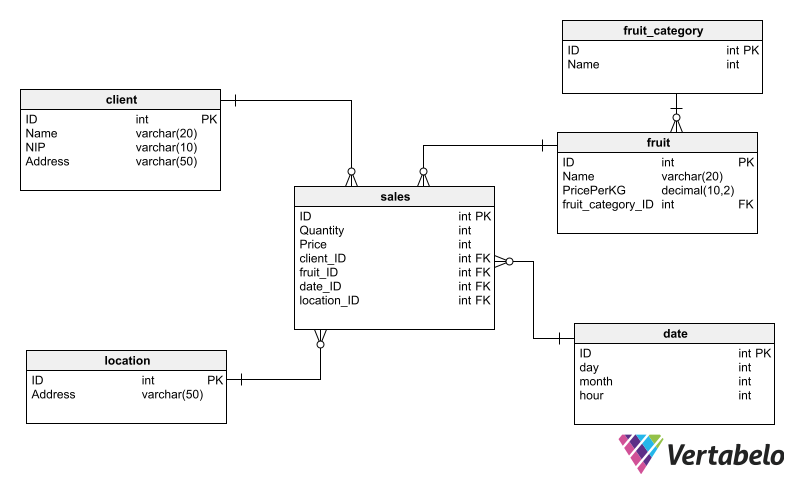 fruit_category
ID int PK
Name int
client
ID int PK
Name varchar(20)
NIP varchar(10)
Address varchar(50)
fruit
ID int PK
Name varchar(20)
PricePerKG decimal(10,2)
fruit_category_ID int FK
sales
ID int PK
Quantity int
Price int
client_ID int FK
fruit_ID int FK
date_ID int FK
location_ID int FK
location
ID int PK
Address varchar(50)
date
ID int PK
day int
month int
hour int
Vertabelo